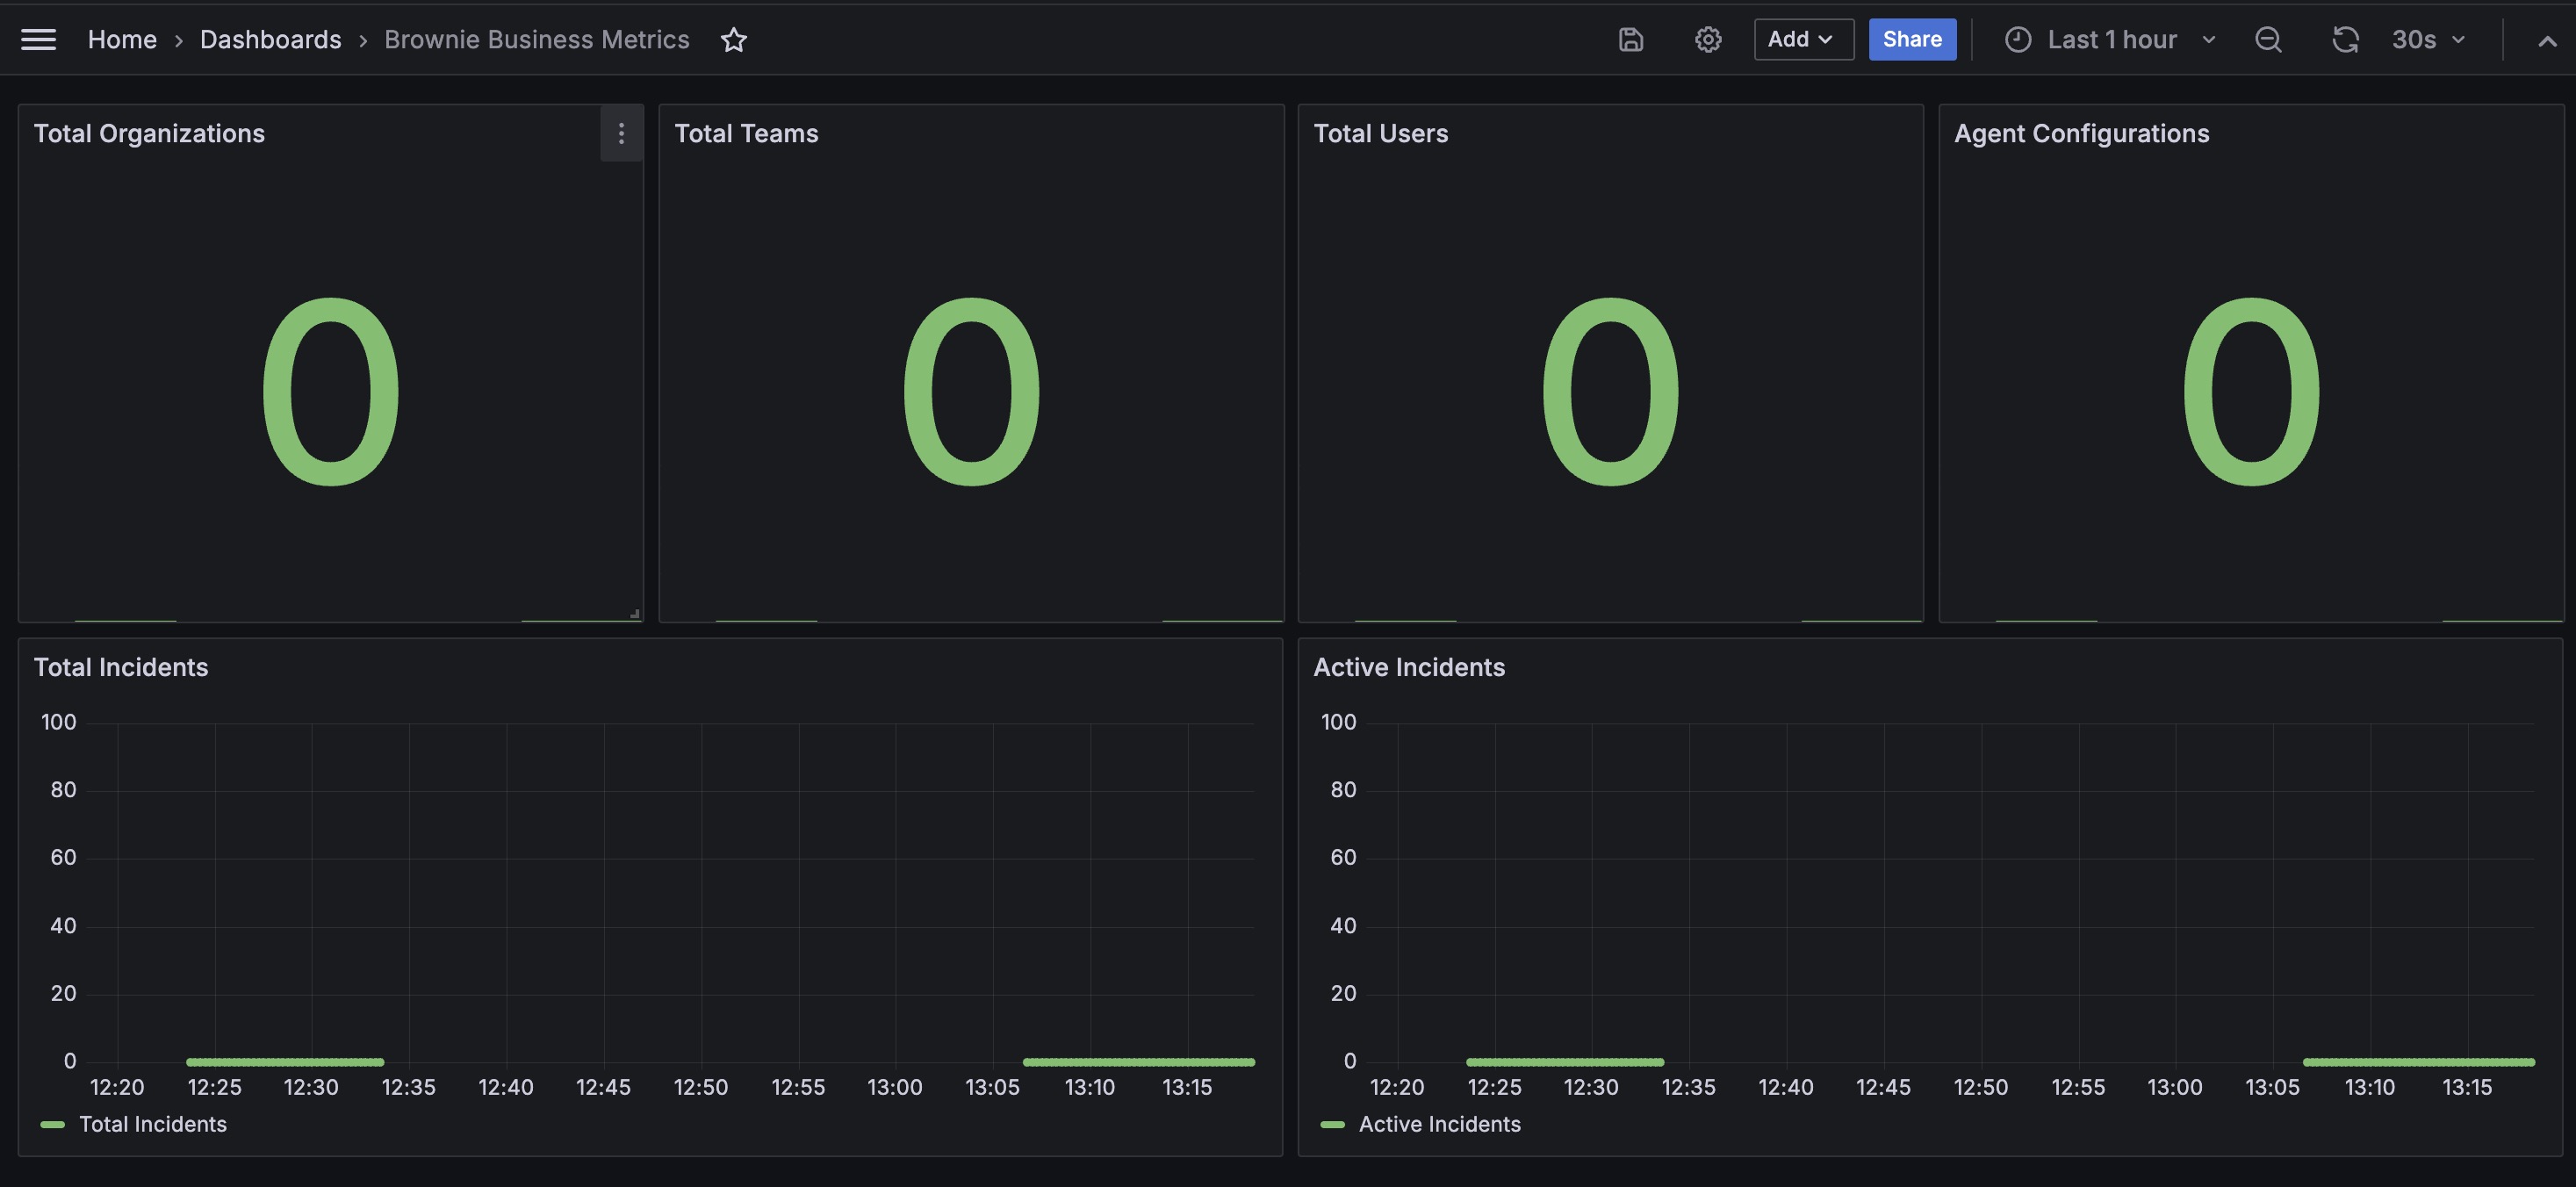 Home › Dashboards › Brownie Business Metrics
Add
Share
Last 1 hour
30s
Total Organizations
Total Teams
Total Users
Agent Configurations
0
0
0
0
Total Incidents
100
80
60
40
20
0
12:20 12:25 12:30 12:35 12:40 12:45 12:50 12:55 13:00 13:05 13:10 13:15
Total Incidents
Active Incidents
100
80
60
40
20
0
12:20 12:25 12:30 12:35 12:40 12:45 12:50 12:55 13:00 13:05 13:10 13:15
Active Incidents